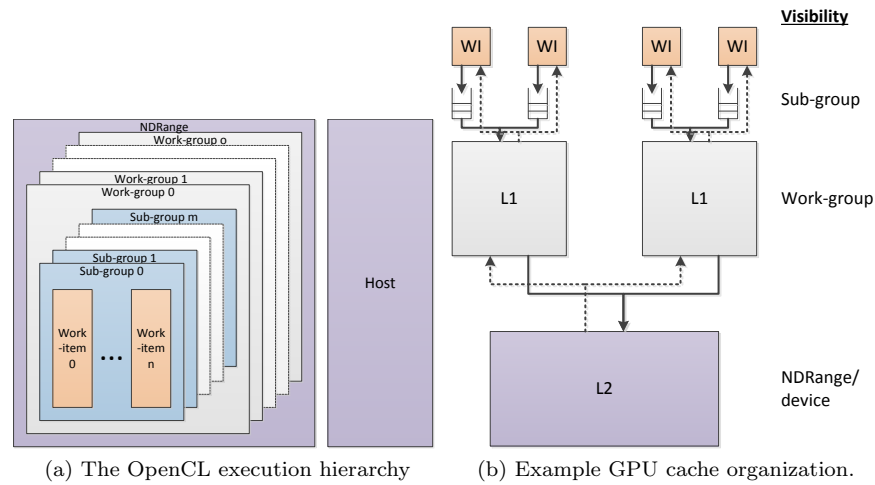 NDRange
Work-group o
Work-group 1
Work-group 0
Sub-group m
Sub-group 1
Sub-group 0
Work
-item
0
...
Work
-item
n
Host
(a) The OpenCL execution hierarchy
Visibility
WI
WI
WI
WI
Sub-group
L1
L1
Work-group
L2
NDRange/
device
(b) Example GPU cache organization.